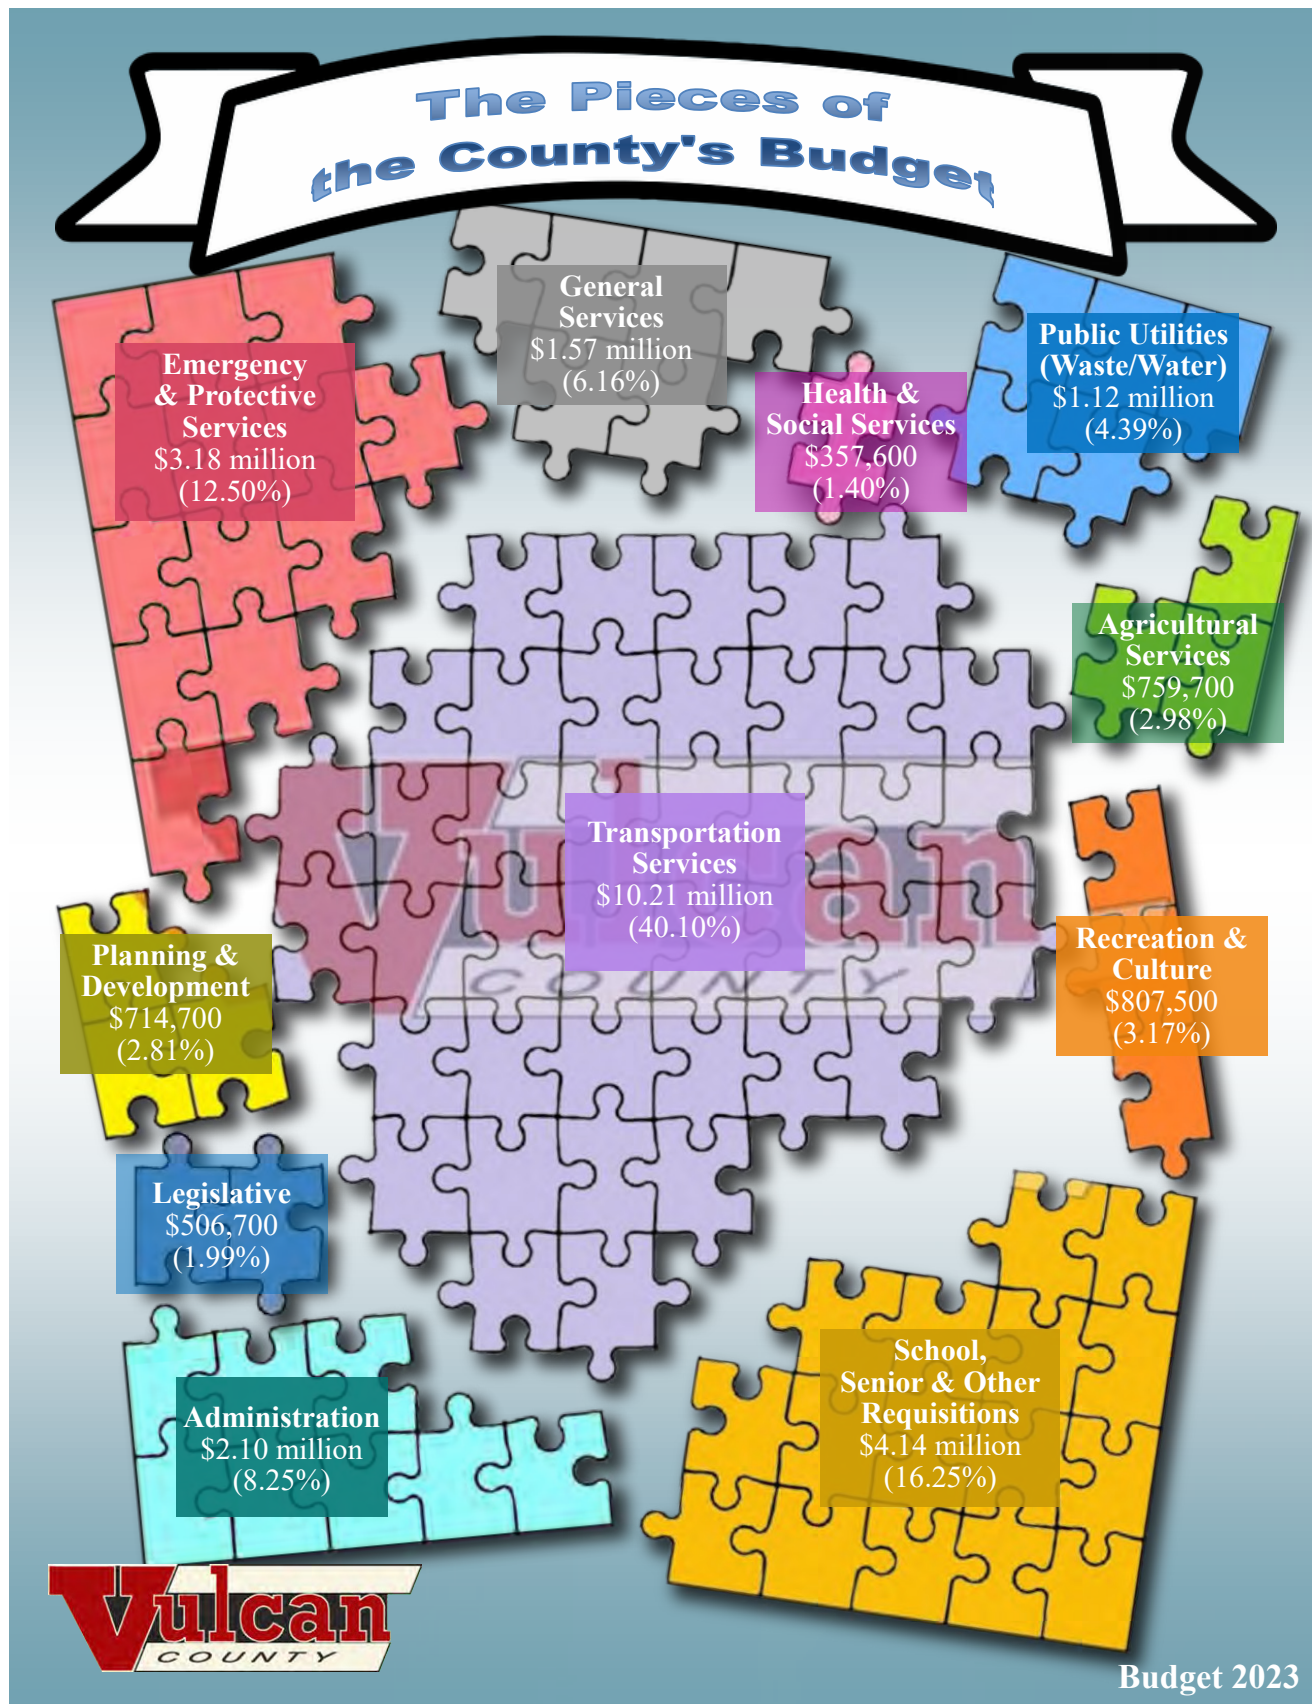 The Pieces of
the County's Budget
General
Services
$1.57 million
(6.16%)
Public Utilities
(Waste/Water)
$1.12 million
(4.39%)
Emergency
& Protective
Services
$3.18 million
(12.50%)
Health &
Social Services
$357,600
(1.40%)
Agricultural
Services
$759,700
(2.98%)
Vulcan
COUNTY
Transportation
Services
$10.21 million
(40.10%)
Recreation &
Culture
$807,500
(3.17%)
Planning &
Development
$714,700
(2.81%)
Legislative
$506,700
(1.99%)
School,
Senior & Other
Requisitions
$4.14 million
(16.25%)
Administration
$2.10 million
(8.25%)
Vulcan
COUNTY
Budget 2023